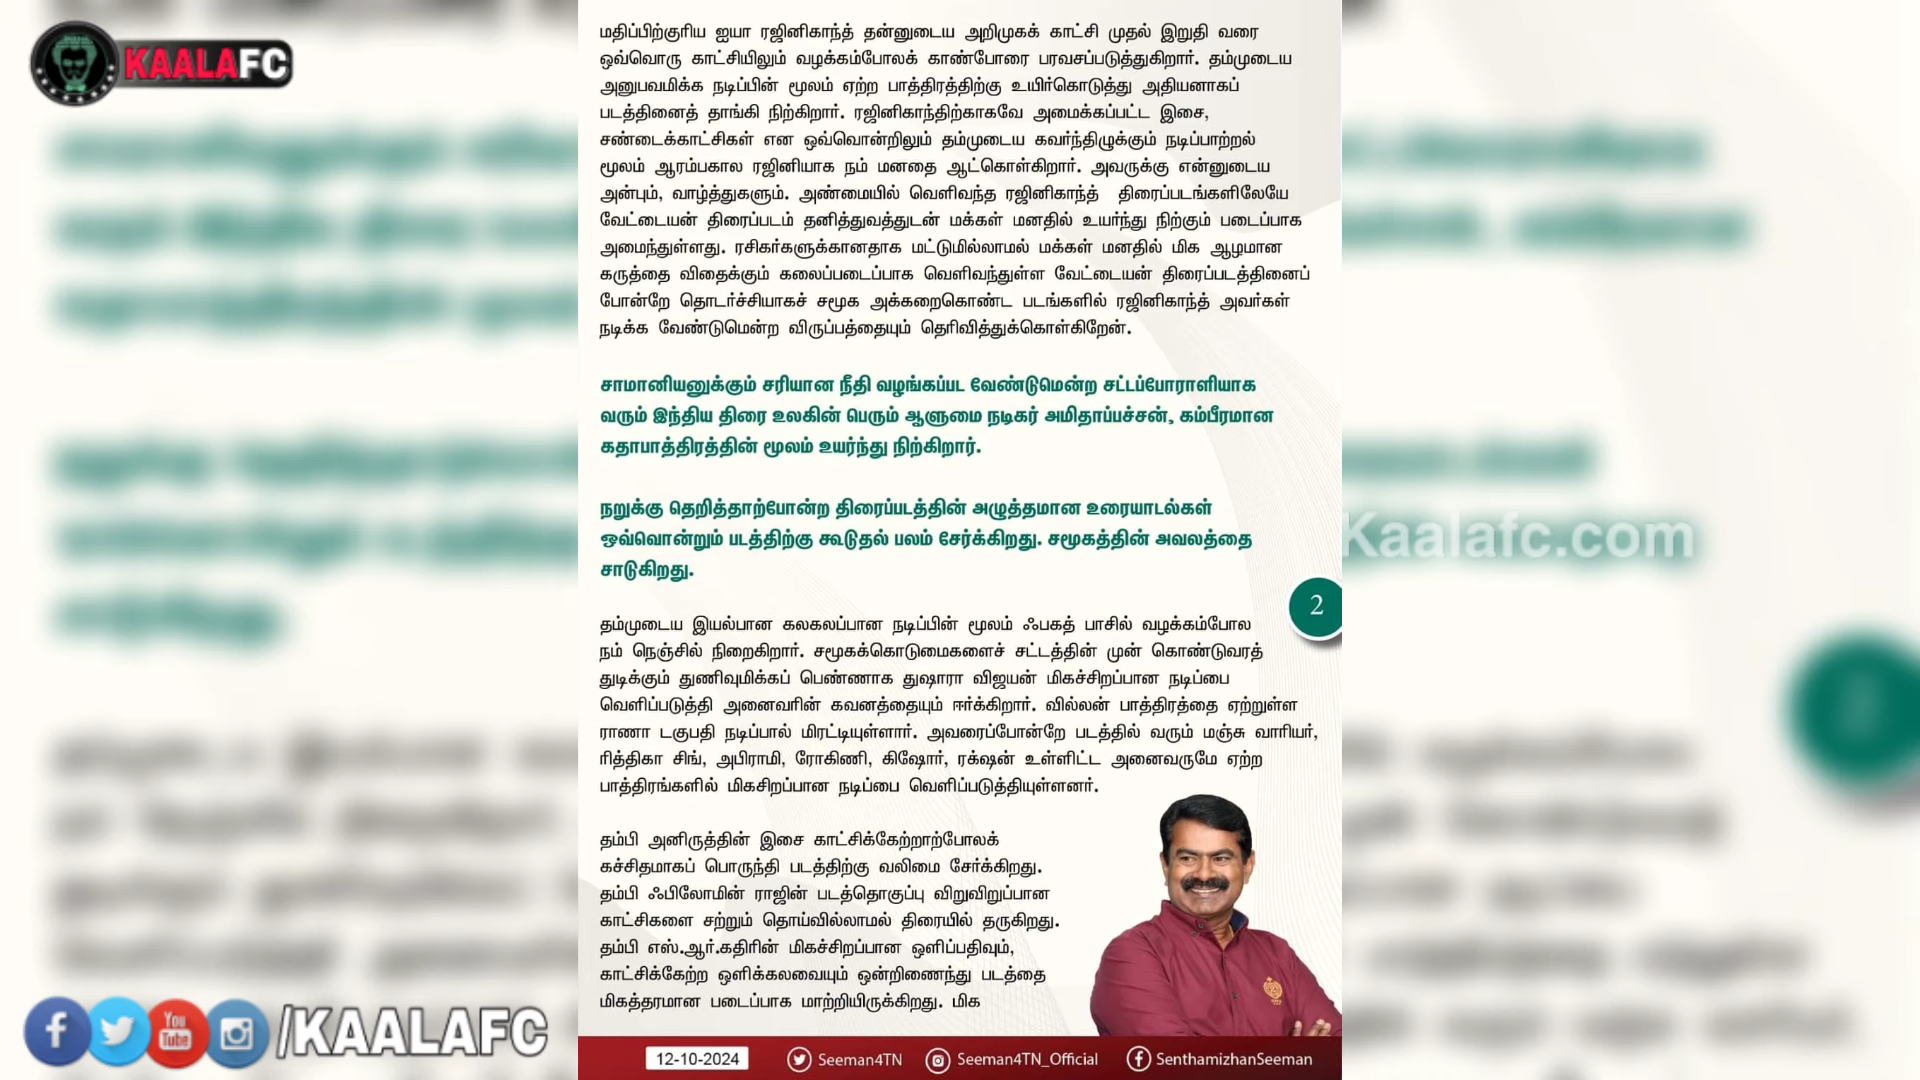 KAALAFC
மதிப்பிற்குரிய ஐயா ரஜினிகாந்த் தன்னுடைய அறிமுகக் காட்சி முதல் இறுதி வரை
ஒவ்வொரு காட்சியிலும் வழக்கம்போலக் காண்போரை பரவசப்படுத்துகிறார். தம்முடைய
அனுபவமிக்க நடிப்பின் மூலம் ஏற்ற பாத்திரத்திற்கு உயிர்கொடுத்து அதியனாகப்
படத்தினைத் தாங்கி நிற்கிறார். ரஜினிகாந்திற்காகவே அமைக்கப்பட்ட இசை,
சண்டைக்காட்சிகள் என ஒவ்வொன்றிலும் தம்முடைய கவர்ந்திழுக்கும் நடிப்பாற்றல்
மூலம் ஆரம்பகால ரஜினியாக நம் மனதை ஆட்கொள்கிறார். அவருக்கு என்னுடைய
அன்பும், வாழ்த்துகளும். அண்மையில் வெளிவந்த ரஜினிகாந்த் திரைப்படங்களிலேயே
வேட்டையன் திரைப்படம் தனித்துவத்துடன் மக்கள் மனதில் உயர்ந்து நிற்கும் படைப்பாக
அமைந்துள்ளது. ரசிகர்களுக்கானதாக மட்டுமில்லாமல் மக்கள் மனதில் மிக ஆழமான
கருத்தை விதைக்கும் கலைப்படைப்பாக வெளிவந்துள்ள வேட்டையன் திரைப்படத்தினைப்
போன்றே தொடர்ச்சியாகச் சமூக அக்கறைகொண்ட படங்களில் ரஜினிகாந்த் அவர்கள்
நடிக்க வேண்டுமென்ற விருப்பத்தையும் தெரிவித்துக்கொள்கிறேன்.
சாமானியனுக்கும் சரியான நீதி வழங்கப்பட வேண்டுமென்ற சட்டப்போராளியாக
வரும் இந்திய திரை உலகின் பெரும் ஆளுமை நடிகர் அமிதாப்பச்சன், கம்பீரமான
கதாபாத்திரத்தின் மூலம் உயர்ந்து நிற்கிறார்.
நறுக்கு தெறித்தாற்போன்ற திரைப்படத்தின் அழுத்தமான உரையாடல்கள்
ஒவ்வொன்றும் படத்திற்கு கூடுதல் பலம் சேர்க்கிறது. சமூகத்தின் அவலத்தை
சாடுகிறது.
Kaalafc.com
2
தம்முடைய இயல்பான கலகலப்பான நடிப்பின் மூலம் ஃபகத் பாசில் வழக்கம்போல
நம் நெஞ்சில் நிறைகிறார். சமூகக்கொடுமைகளைச் சட்டத்தின் முன் கொண்டுவரத்
துடிக்கும் துணிவுமிக்கப் பெண்ணாக துஷாரா விஜயன் மிகச்சிறப்பான நடிப்பை
வெளிப்படுத்தி அனைவரின் கவனத்தையும் ஈர்க்கிறார். வில்லன் பாத்திரத்தை ஏற்றுள்ள
ராணா டகுபதி நடிப்பால் மிரட்டியுள்ளார். அவரைப்போன்றே படத்தில் வரும் மஞ்சு வாரியர்,
ரித்திகா சிங், அபிராமி, ரோகிணி, கிஷோர், ரக்‌ஷன் உள்ளிட்ட அனைவருமே ஏற்ற
பாத்திரங்களில் மிகசிறப்பான நடிப்பை வெளிப்படுத்தியுள்ளனர்.
தம்பி அனிருத்தின் இசை காட்சிக்கேற்றாற்போலக்
கச்சிதமாகப் பொருந்தி படத்திற்கு வலிமை சேர்க்கிறது.
தம்பி ஃபிலோமின் ராஜின் படத்தொகுப்பு விறுவிறுப்பான
காட்சிகளை சற்றும் தொய்வில்லாமல் திரையில் தருகிறது.
தம்பி எஸ்.ஆர்.கதிரின் மிகச்சிறப்பான ஒளிப்பதிவும்,
காட்சிக்கேற்ற ஒளிக்கலவையும் ஒன்றிணைந்து படத்தை
மிகத்தரமான படைப்பாக மாற்றியிருக்கிறது. மிக
You Tube
/KAALAFC
12-10-2024 Seeman4TN Seeman4TN_Official SenthamizhanSeeman